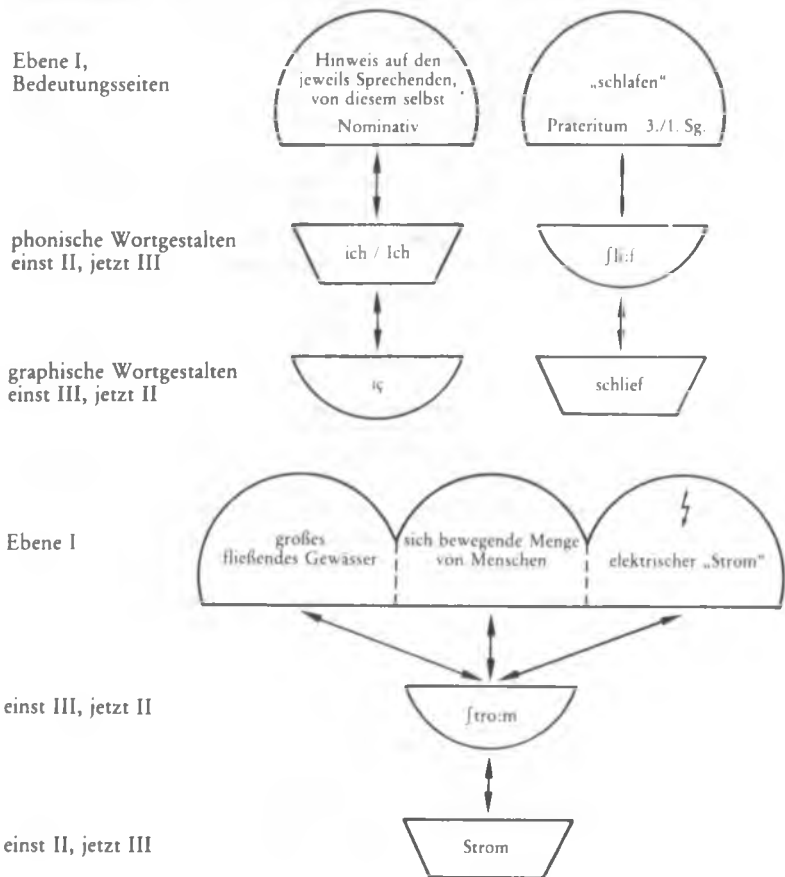 Ebene I,
Bedeutungsseiten
Hinweis auf den
jeweils Sprechenden,
von diesem selbst
Nominativ
„schlafen“
Prateritum 3./1. Sg.
phonische Wortgestalten
einst II, jetzt III
ich / Ich
ʃli:f
graphische Wortgestalten
einst III, jetzt II
iç
schlief
Ebene I
großes
fließendes Gewässer
sich bewegende Menge
von Menschen
elektrischer „Strom“
einst III, jetzt II
ʃtro:m
einst II, jetzt III
Strom